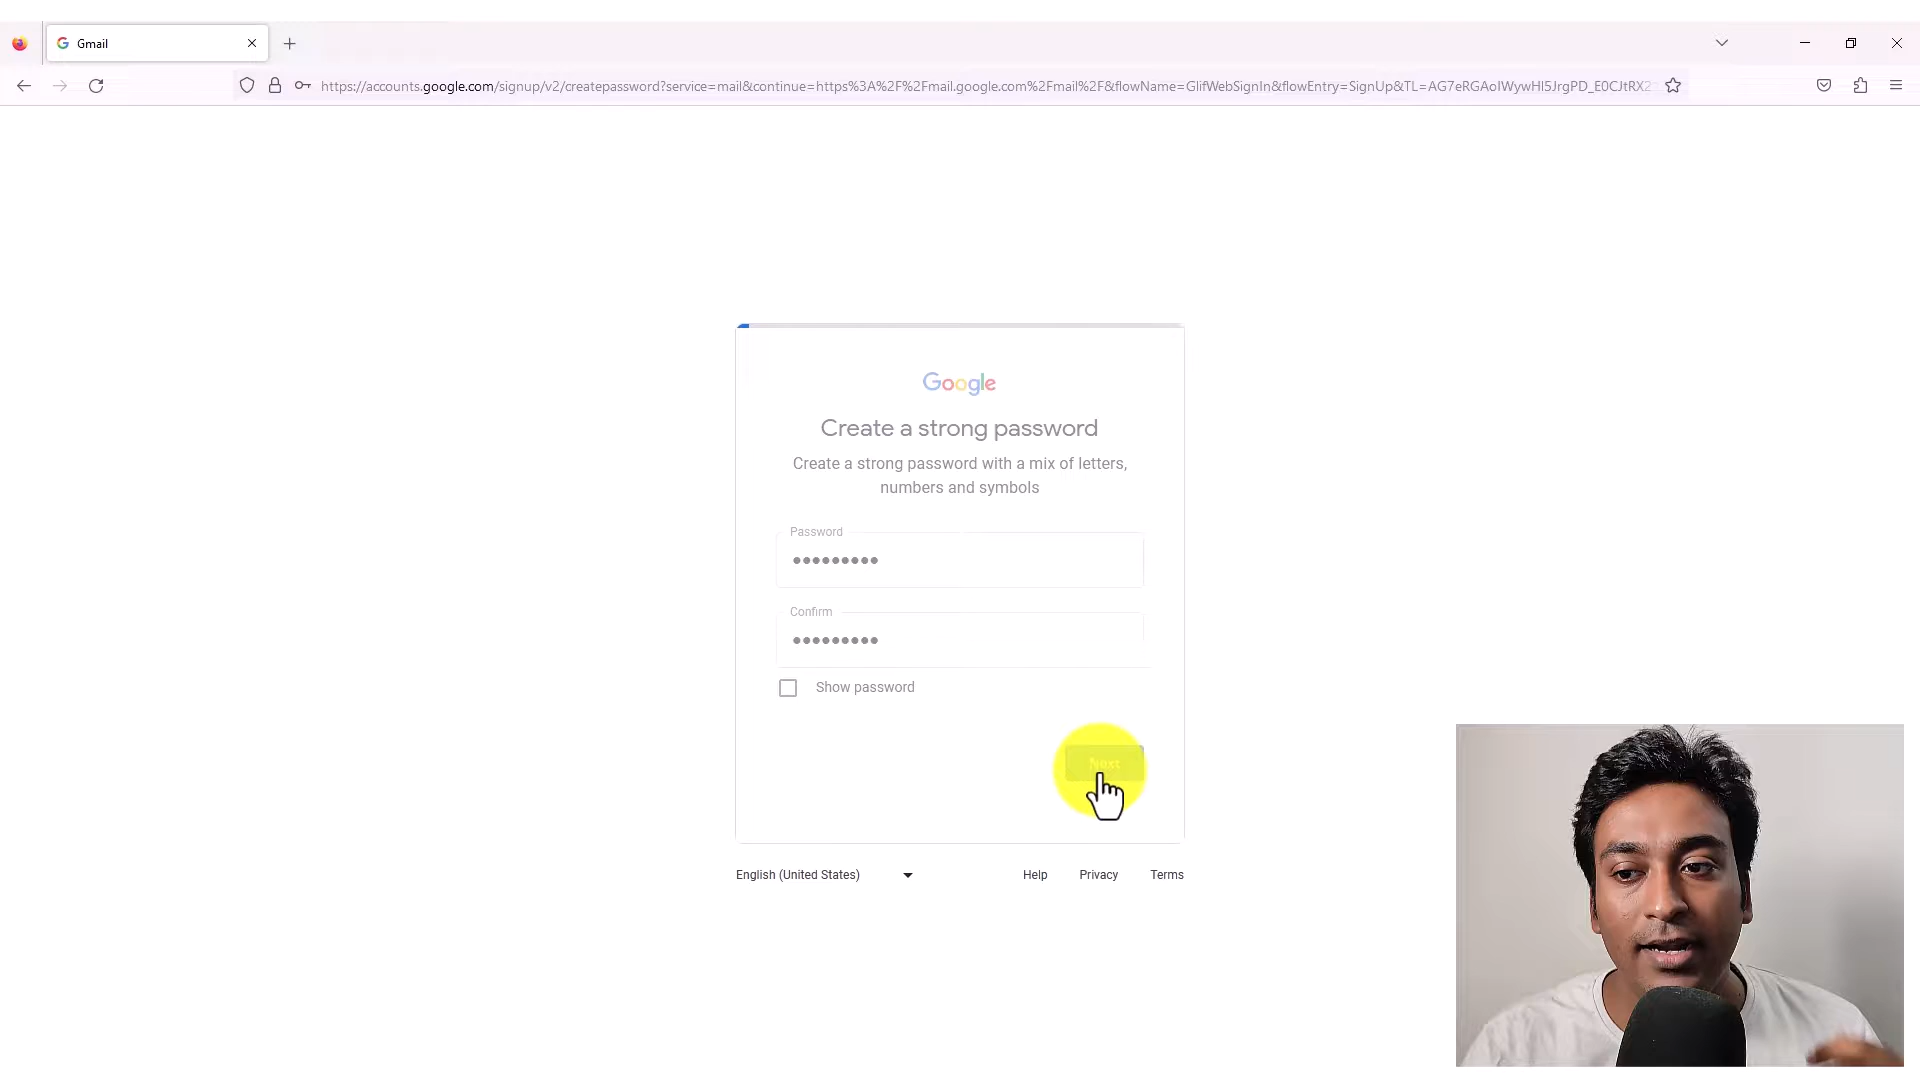 Gmail
https://accounts.google.com/signup/v2/createpassword?service=mail&continue=https%3A%2F%2Fmail.google.com%2Fmail%2F&flowName=GlifWebSignIn&flowEntry=SignUp&TL=AG7eRGAoIWywHl5JrgPD_E0CJtRX2
Google
Create a strong password
Create a strong password with a mix of letters,
numbers and symbols
Password
Confirm
Show password
Next
English (United States)
Help Privacy Terms